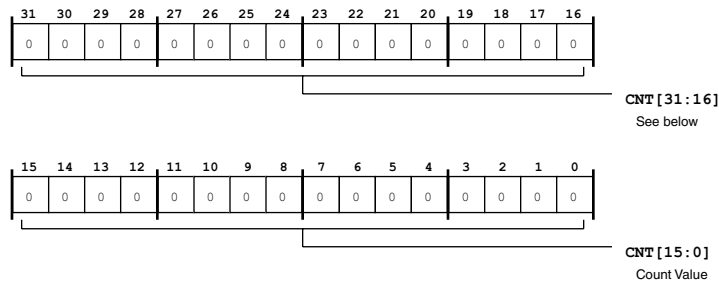 31 30 29 28 27 26 25 24 23 22 21 20 19 18 17 16
0 0 0 0 0 0 0 0 0 0 0 0 0 0 0 0
CNT[31:16]
See below
15 14 13 12 11 10 9 8 7 6 5 4 3 2 1 0
0 0 0 0 0 0 0 0 0 0 0 0 0 0 0 0
CNT[15:0]
Count Value